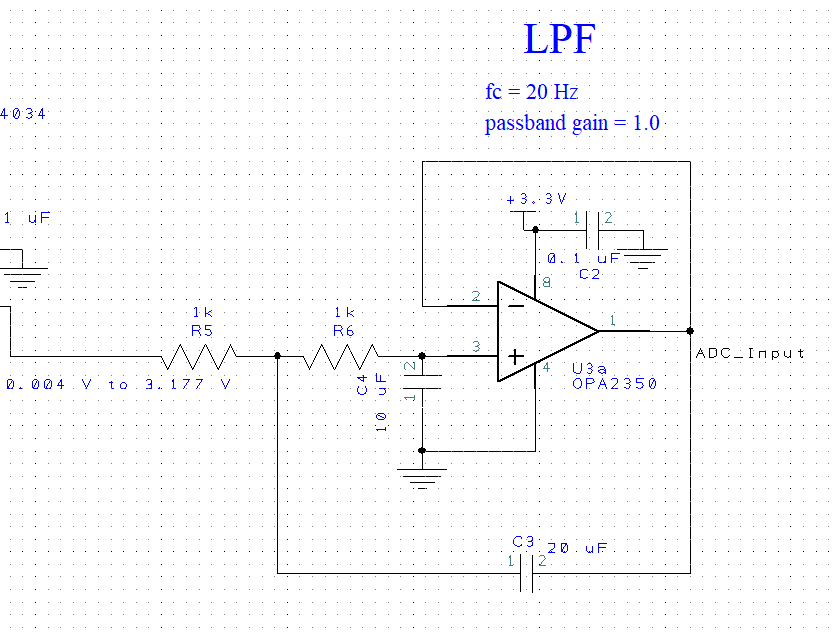 LPF
fc = 20 Hz
passband gain = 1.0
4034
+3.3V
1 uF
1 2
0.1 uF
C2
8
2
1k
R5
1k
R6
1
3
4
U3a
OPA2350
ADC_Input
0.004 V to 3.177 V
C4
10 uF
2
1
C3
20 uF
1 2